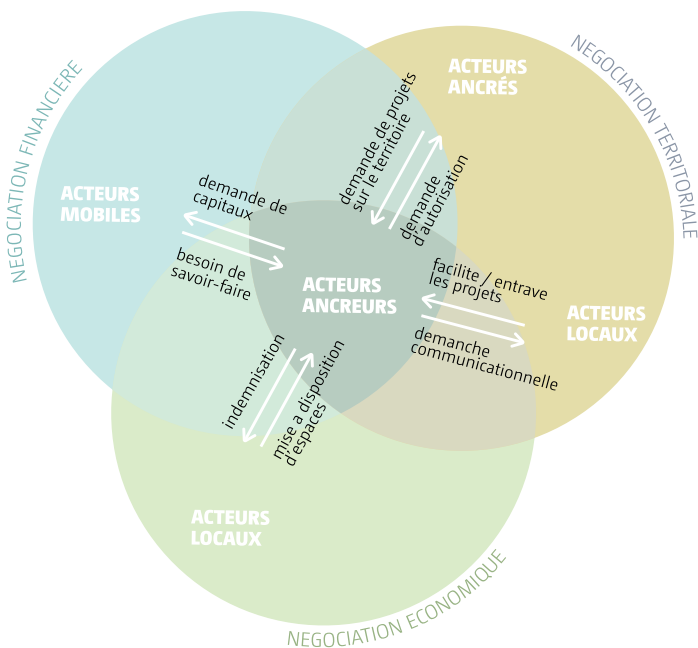 NEGOCIATION FINANCIERE
NEGOCIATION TERRITORIALE
ACTEURS
ANCRÉS
demande de projets
sur le territoire
demande
d'autorisation
ACTEURS
MOBILES
demande de
capitaux
besoin de
savoir-faire
ACTEURS
ANCREURS
facilite / entrave
les projets
demanche
communicationnelle
ACTEURS
LOCAUX
indemnisation
mise a disposition
d'espaces
ACTEURS
LOCAUX
NEGOCIATION ECONOMIQUE